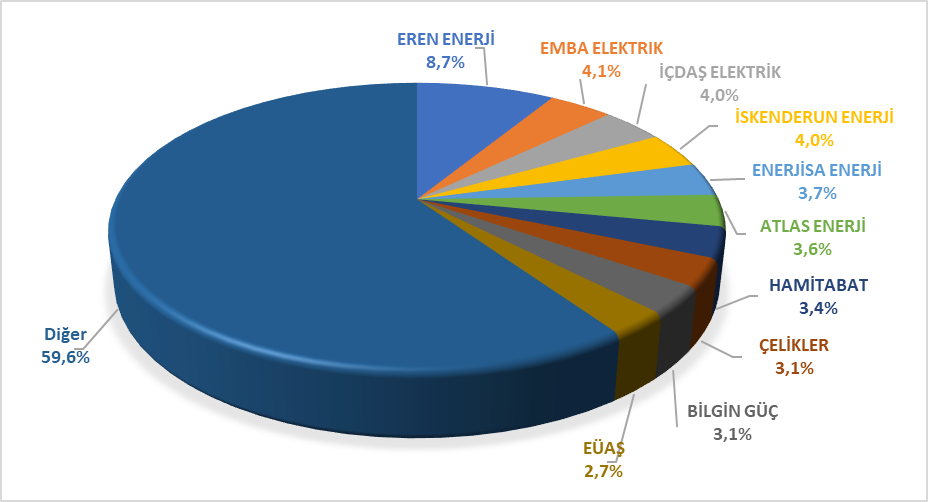 EREN ENERJİ
8,7%
EMBA ELEKTRIK
4,1%
İÇDAŞ ELEKTRİK
4,0%
İSKENDERUN ENERJİ
4,0%
ENERJİSA ENERJİ
3,7%
ATLAS ENERJİ
3,6%
HAMİTABAT
3,4%
ÇELİKLER
3,1%
BİLGİN GÜÇ
3,1%
EÜAŞ
2,7%
Diğer
59,6%